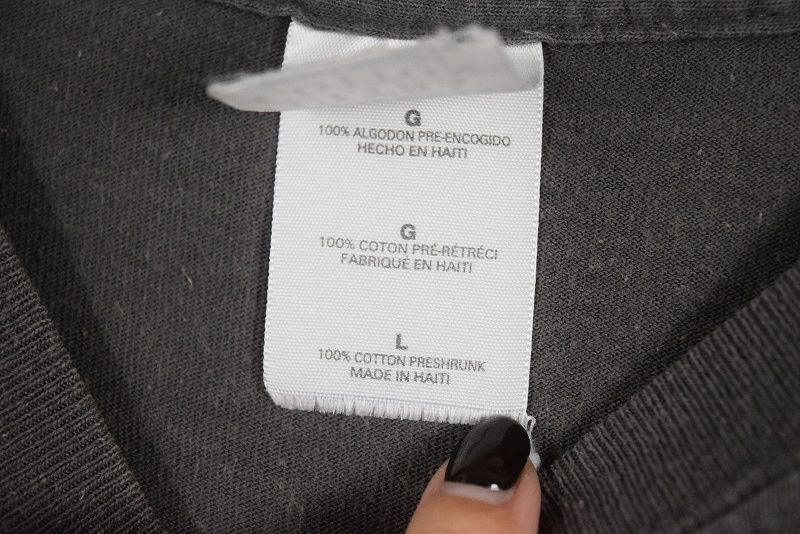 G
100% ALGODON PRE-ENCOGIDO
HECHO EN HAITI
G
100% COTON PRÉ-RÉTRÉCI
FABRIQUÉ EN HAITI
L
100% COTTON PRESHRUNK
MADE IN HAITI